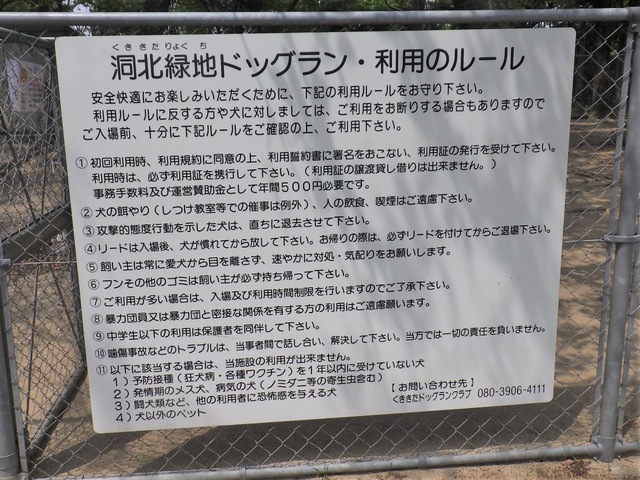 くききたりょくち
洞北緑地ドッグラン・利用のルール
安全快適にお楽しみいただくために、下記の利用ルールをお守り下さい。
利用ルールに反する方や犬に対しましては、ご利用をお断りする場合もありますので
ご入場前、十分に下記ルールをご確認の上、ご利用下さい。
① 初回利用時、利用規約に同意の上、利用誓約書に署名をおこない、利用証の発行を受けて下さい。
利用時は、必ず利用証を携行して下さい。（利用証の譲渡貸し借りは出来ません。）
事務手数料及び運営賛助金として年間５００円必要です。
② 犬の餌やり（しつけ教室等での催事は例外）、人の飲食、喫煙はご遠慮下さい。
③ 攻撃的態度行動を示した犬は、直ちに退去させて下さい。
④ リードは入場後、犬が慣れてから放して下さい。お帰りの際は、必ずリードを付けてからご退場下さい。
⑤ 飼い主は常に愛犬から目を離さず、速やかに対処・気配りをお願いします。
⑥ フンその他のゴミは飼い主が必ず持ち帰って下さい。
⑦ ご利用が多い場合は、入場及び利用時間制限を行いますのでご了承下さい。
⑧ 暴力団員又は暴力団と密接な関係を有する方の利用はご遠慮願います。
⑨ 中学生以下の利用は保護者を同伴して下さい。
⑩ 噛傷事故などのトラブルは、当事者間で話し合い、解決して下さい。当方では一切の責任を負いません。
⑪ 以下に該当する場合は、当施設の利用が出来ません。
１）予防接種（狂犬病・各種ワクチン）を１年以内に受けていない犬
２）発情期のメス犬、病気の犬（ノミダニ等の寄生虫含む）
３）闘犬類など、他の利用者に恐怖感を与える犬
４）犬以外のペット
【お問い合わせ先】
くききたドッグランクラブ 080-3906-4111